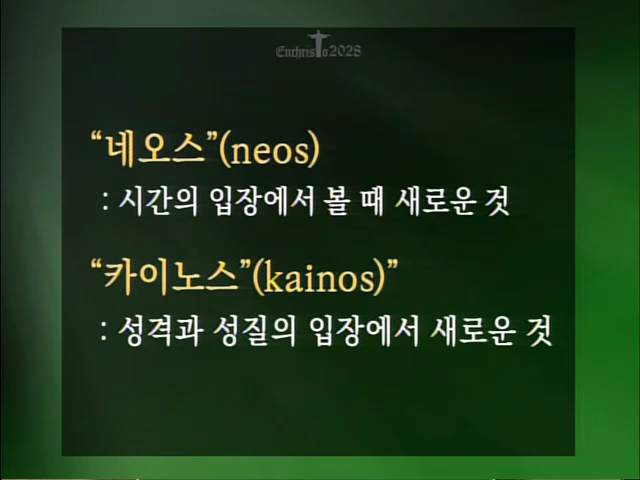 Enchristo2028
“네오스”(neos)
: 시간의 입장에서 볼 때 새로운 것
“카이노스”(kainos)”
: 성격과 성질의 입장에서 새로운 것